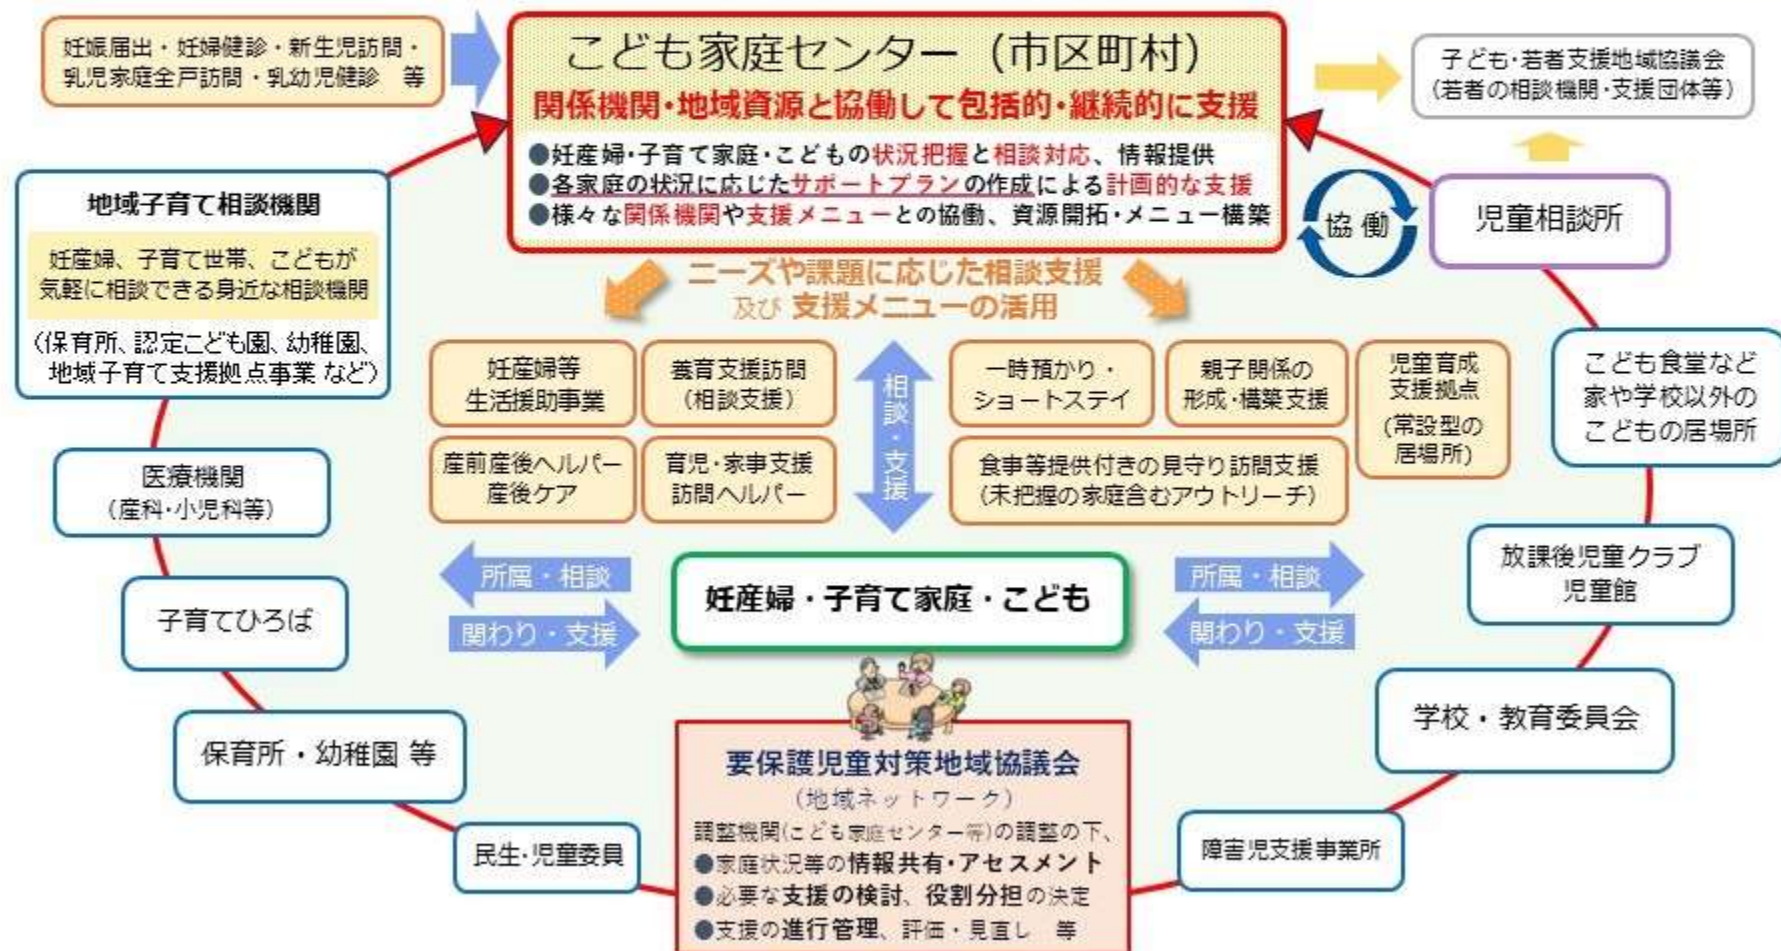 妊娠届出・妊婦健診・新生児訪問・
乳児家庭全戸訪問・乳幼児健診　等
こども家庭センター（市区町村）
関係機関・地域資源と協働して包括的・継続的に支援
●妊産婦・子育て家庭・こどもの状況把握と相談対応、情報提供
●各家庭の状況に応じたサポートプランの作成による計画的な支援
●様々な関係機関や支援メニューとの協働、資源開拓・メニュー構築
子ども・若者支援地域協議会
（若者の相談機関・支援団体等）
協 働
児童相談所
地域子育て相談機関
妊産婦、子育て世帯、こどもが
気軽に相談できる身近な相談機関
（保育所、認定こども園、幼稚園、
地域子育て支援拠点事業 など）
ニーズや課題に応じた相談支援
及び 支援メニューの活用
妊産婦等
生活援助事業
養育支援訪問
（相談支援）
相談・支援
一時預かり・
ショートステイ
親子関係の
形成・構築支援
児童育成
支援拠点
(常設型の
居場所)
こども食堂など
家や学校以外の
こどもの居場所
産前産後ヘルパー
産後ケア
育児・家事支援
訪問ヘルパー
食事等提供付きの見守り訪問支援
（未把握の家庭含むアウトリーチ）
医療機関
（産科・小児科等）
放課後児童クラブ
児童館
所属・相談
関わり・支援
妊産婦・子育て家庭・こども
所属・相談
関わり・支援
子育てひろば
学校・教育委員会
保育所・幼稚園 等
要保護児童対策地域協議会
（地域ネットワーク）
調整機関(こども家庭センター等)の調整の下、
●家庭状況等の情報共有・アセスメント
●必要な支援の検討、役割分担の決定
●支援の進行管理、評価・見直し　等
民生・児童委員
障害児支援事業所